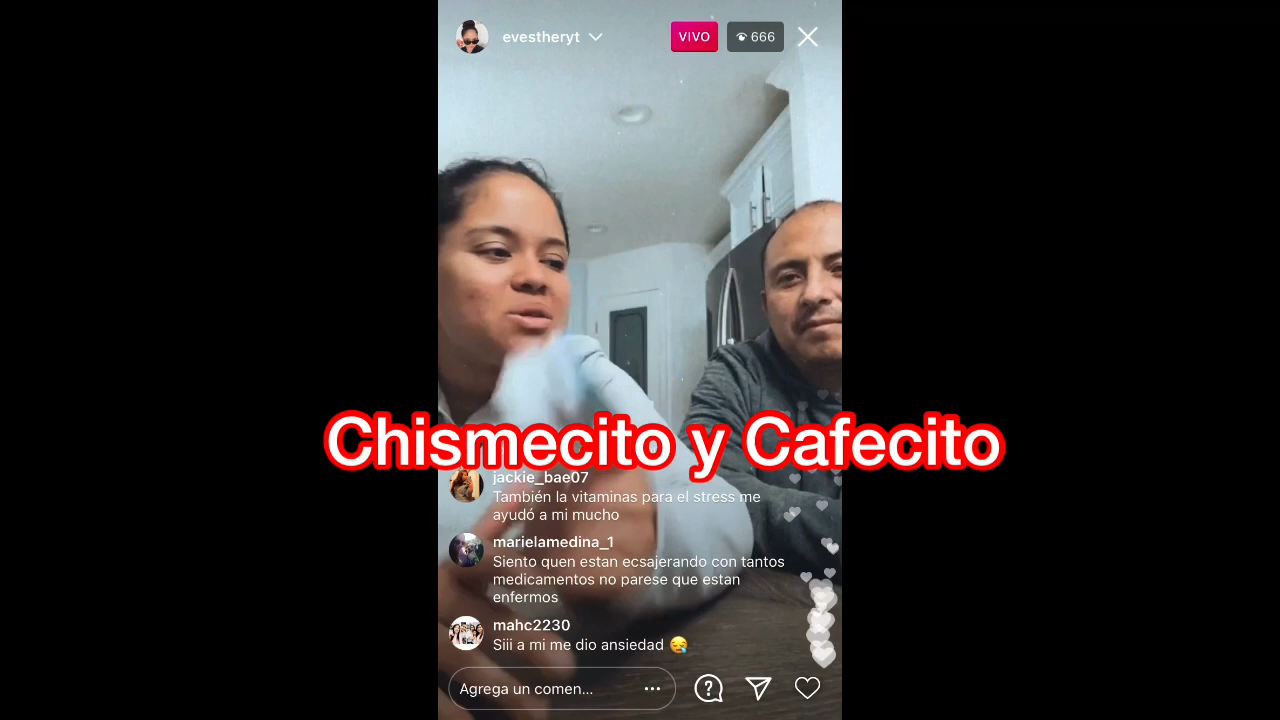 evestheryt
VIVO
666
Chismecito y Cafecito
jackie_bae07
También la vitaminas para el stress me
ayudó a mi mucho
marielamedina_1
Siento quen estan ecsajerando con tantos
medicamentos no parese que estan
enfermos
mahc2230
Siii a mi me dio ansiedad 😪
Agrega un comen...